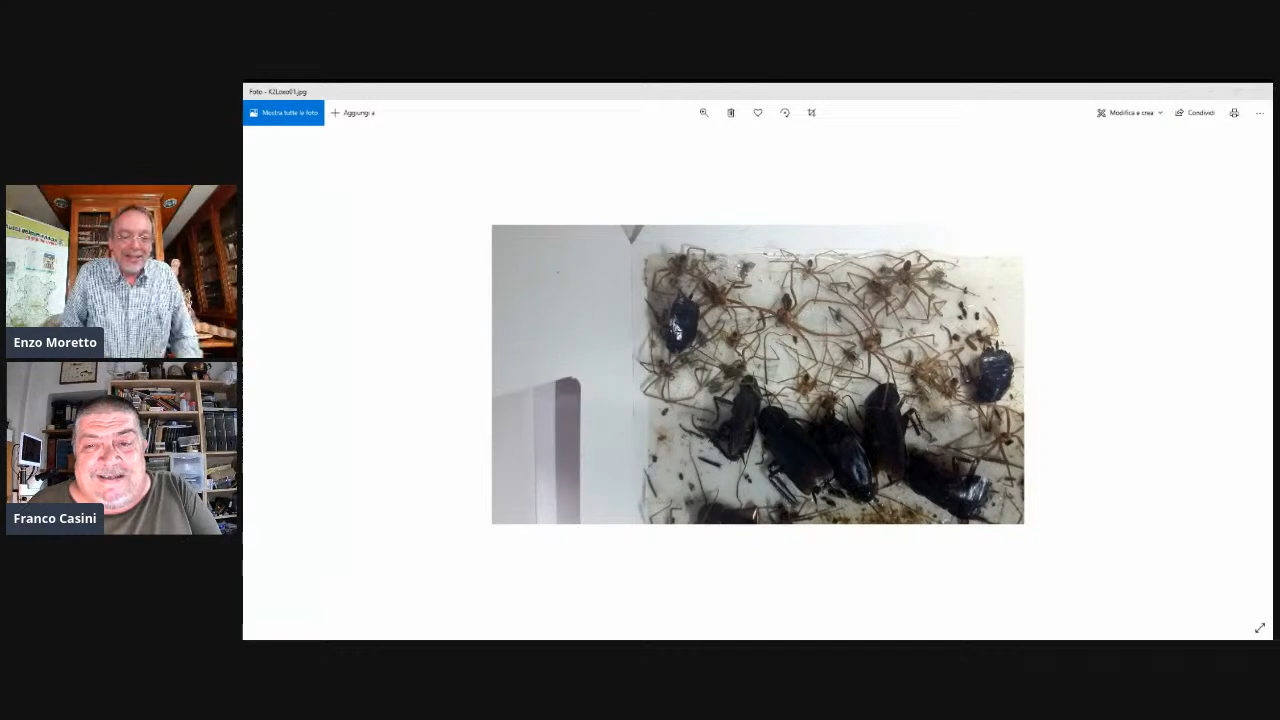 Foto - K2Loxo01.jpg
Mostra tutte le foto
Aggiungi a
Modifica e crea
Condividi
Enzo Moretto
Franco Casini